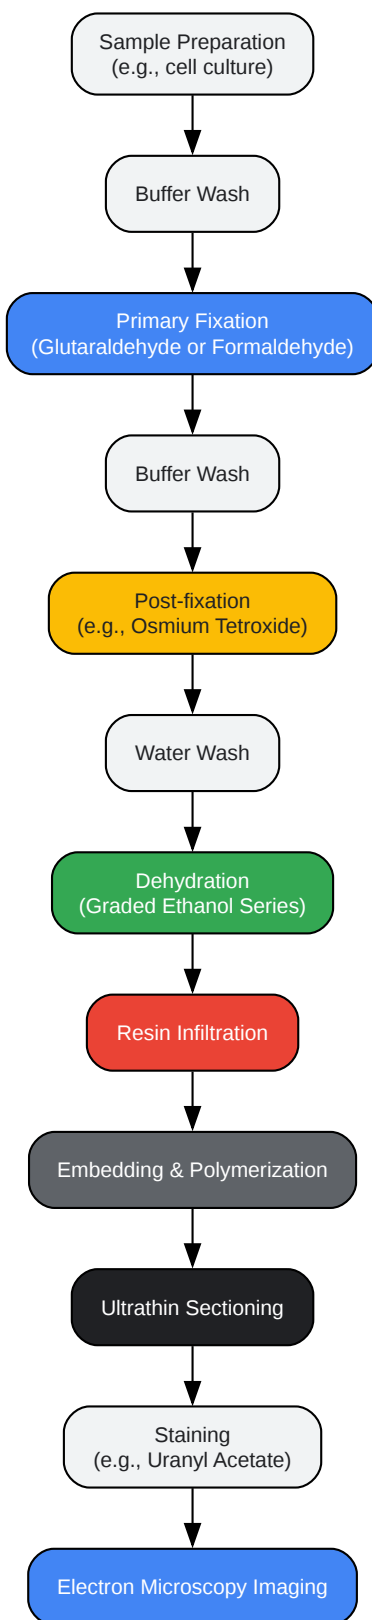 Sample Preparation
(e.g., cell culture)
Buffer Wash
Primary Fixation
(Glutaraldehyde or Formaldehyde)
Buffer Wash
Post-fixation
(e.g., Osmium Tetroxide)
Water Wash
Dehydration
(Graded Ethanol Series)
Resin Infiltration
Embedding & Polymerization
Ultrathin Sectioning
Staining
(e.g., Uranyl Acetate)
Electron Microscopy Imaging